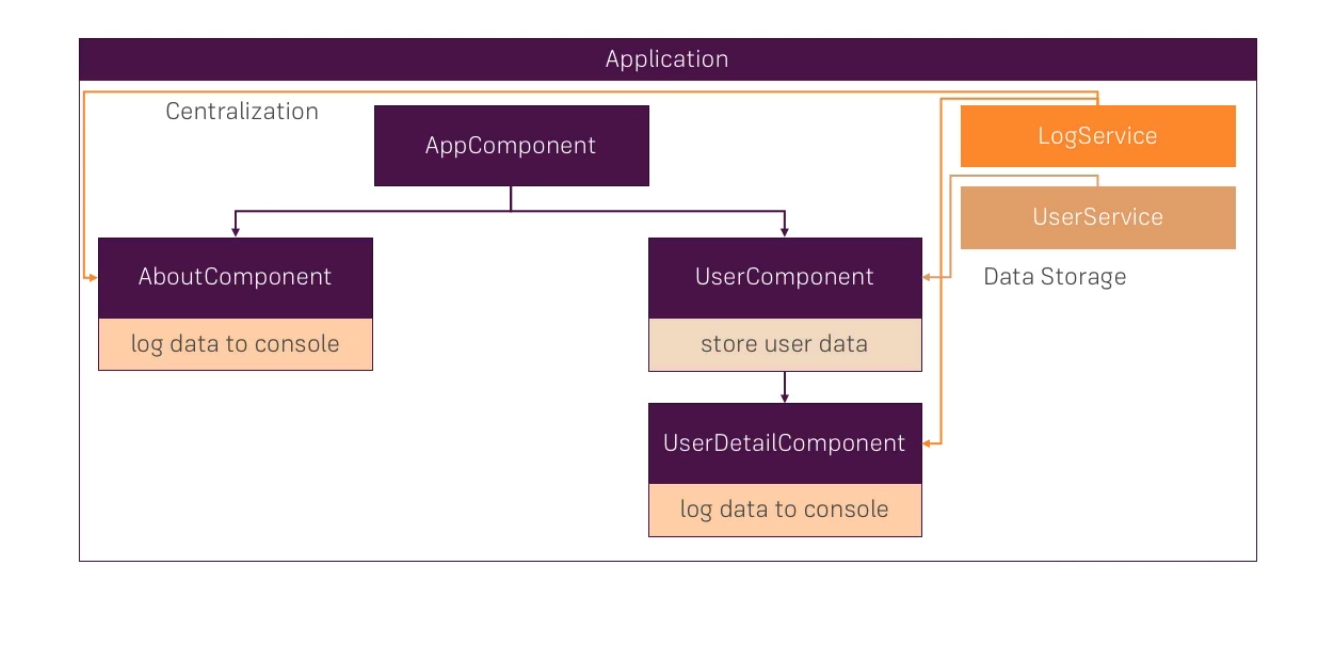 Application
Centralization
AppComponent
LogService
UserService
AboutComponent
UserComponent
Data Storage
log data to console
store user data
UserDetailComponent
log data to console